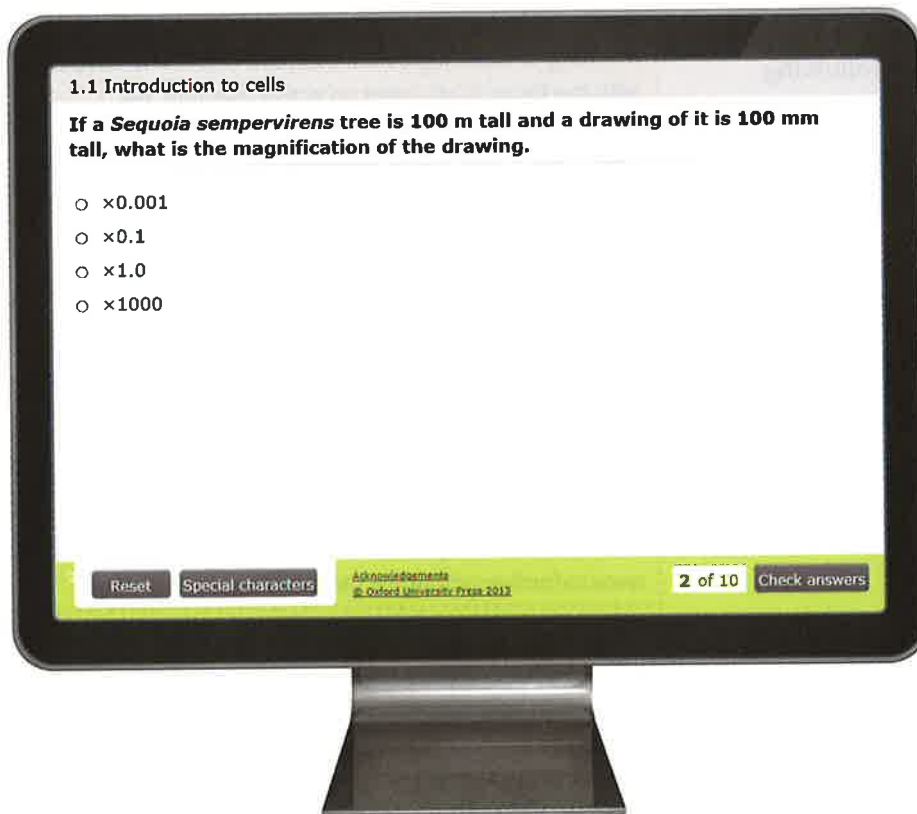 1.1 Introduction to cells
If a Sequoia sempervirens tree is 100 m tall and a drawing of it is 100 mm
tall, what is the magnification of the drawing.
×0.001
×0.1
×1.0
×1000
Reset
Special characters
Acknowledgements
© Oxford University Press 2013
2 of 10
Check answers